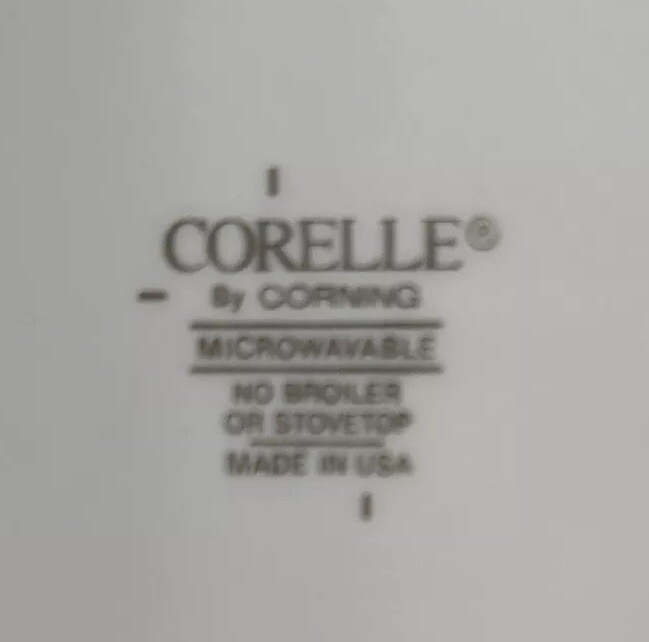 CORELLE®
By CORNING
MICROWAVABLE
NO BROILER
OR STOVETOP
MADE IN USA